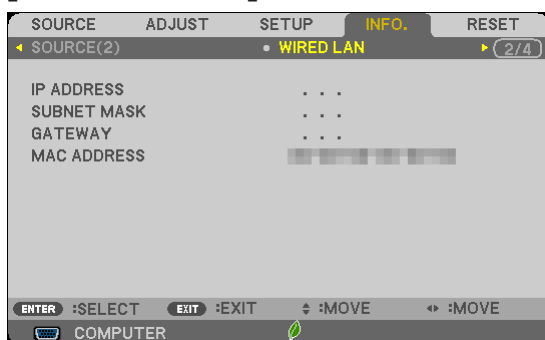 SOURCE ADJUST SETUP INFO. RESET
SOURCE(2) • WIRED LAN 2/4
IP ADDRESS . . .
SUBNET MASK . . .
GATEWAY . . .
MAC ADDRESS
ENTER :SELECT EXIT :EXIT :MOVE :MOVE
COMPUTER